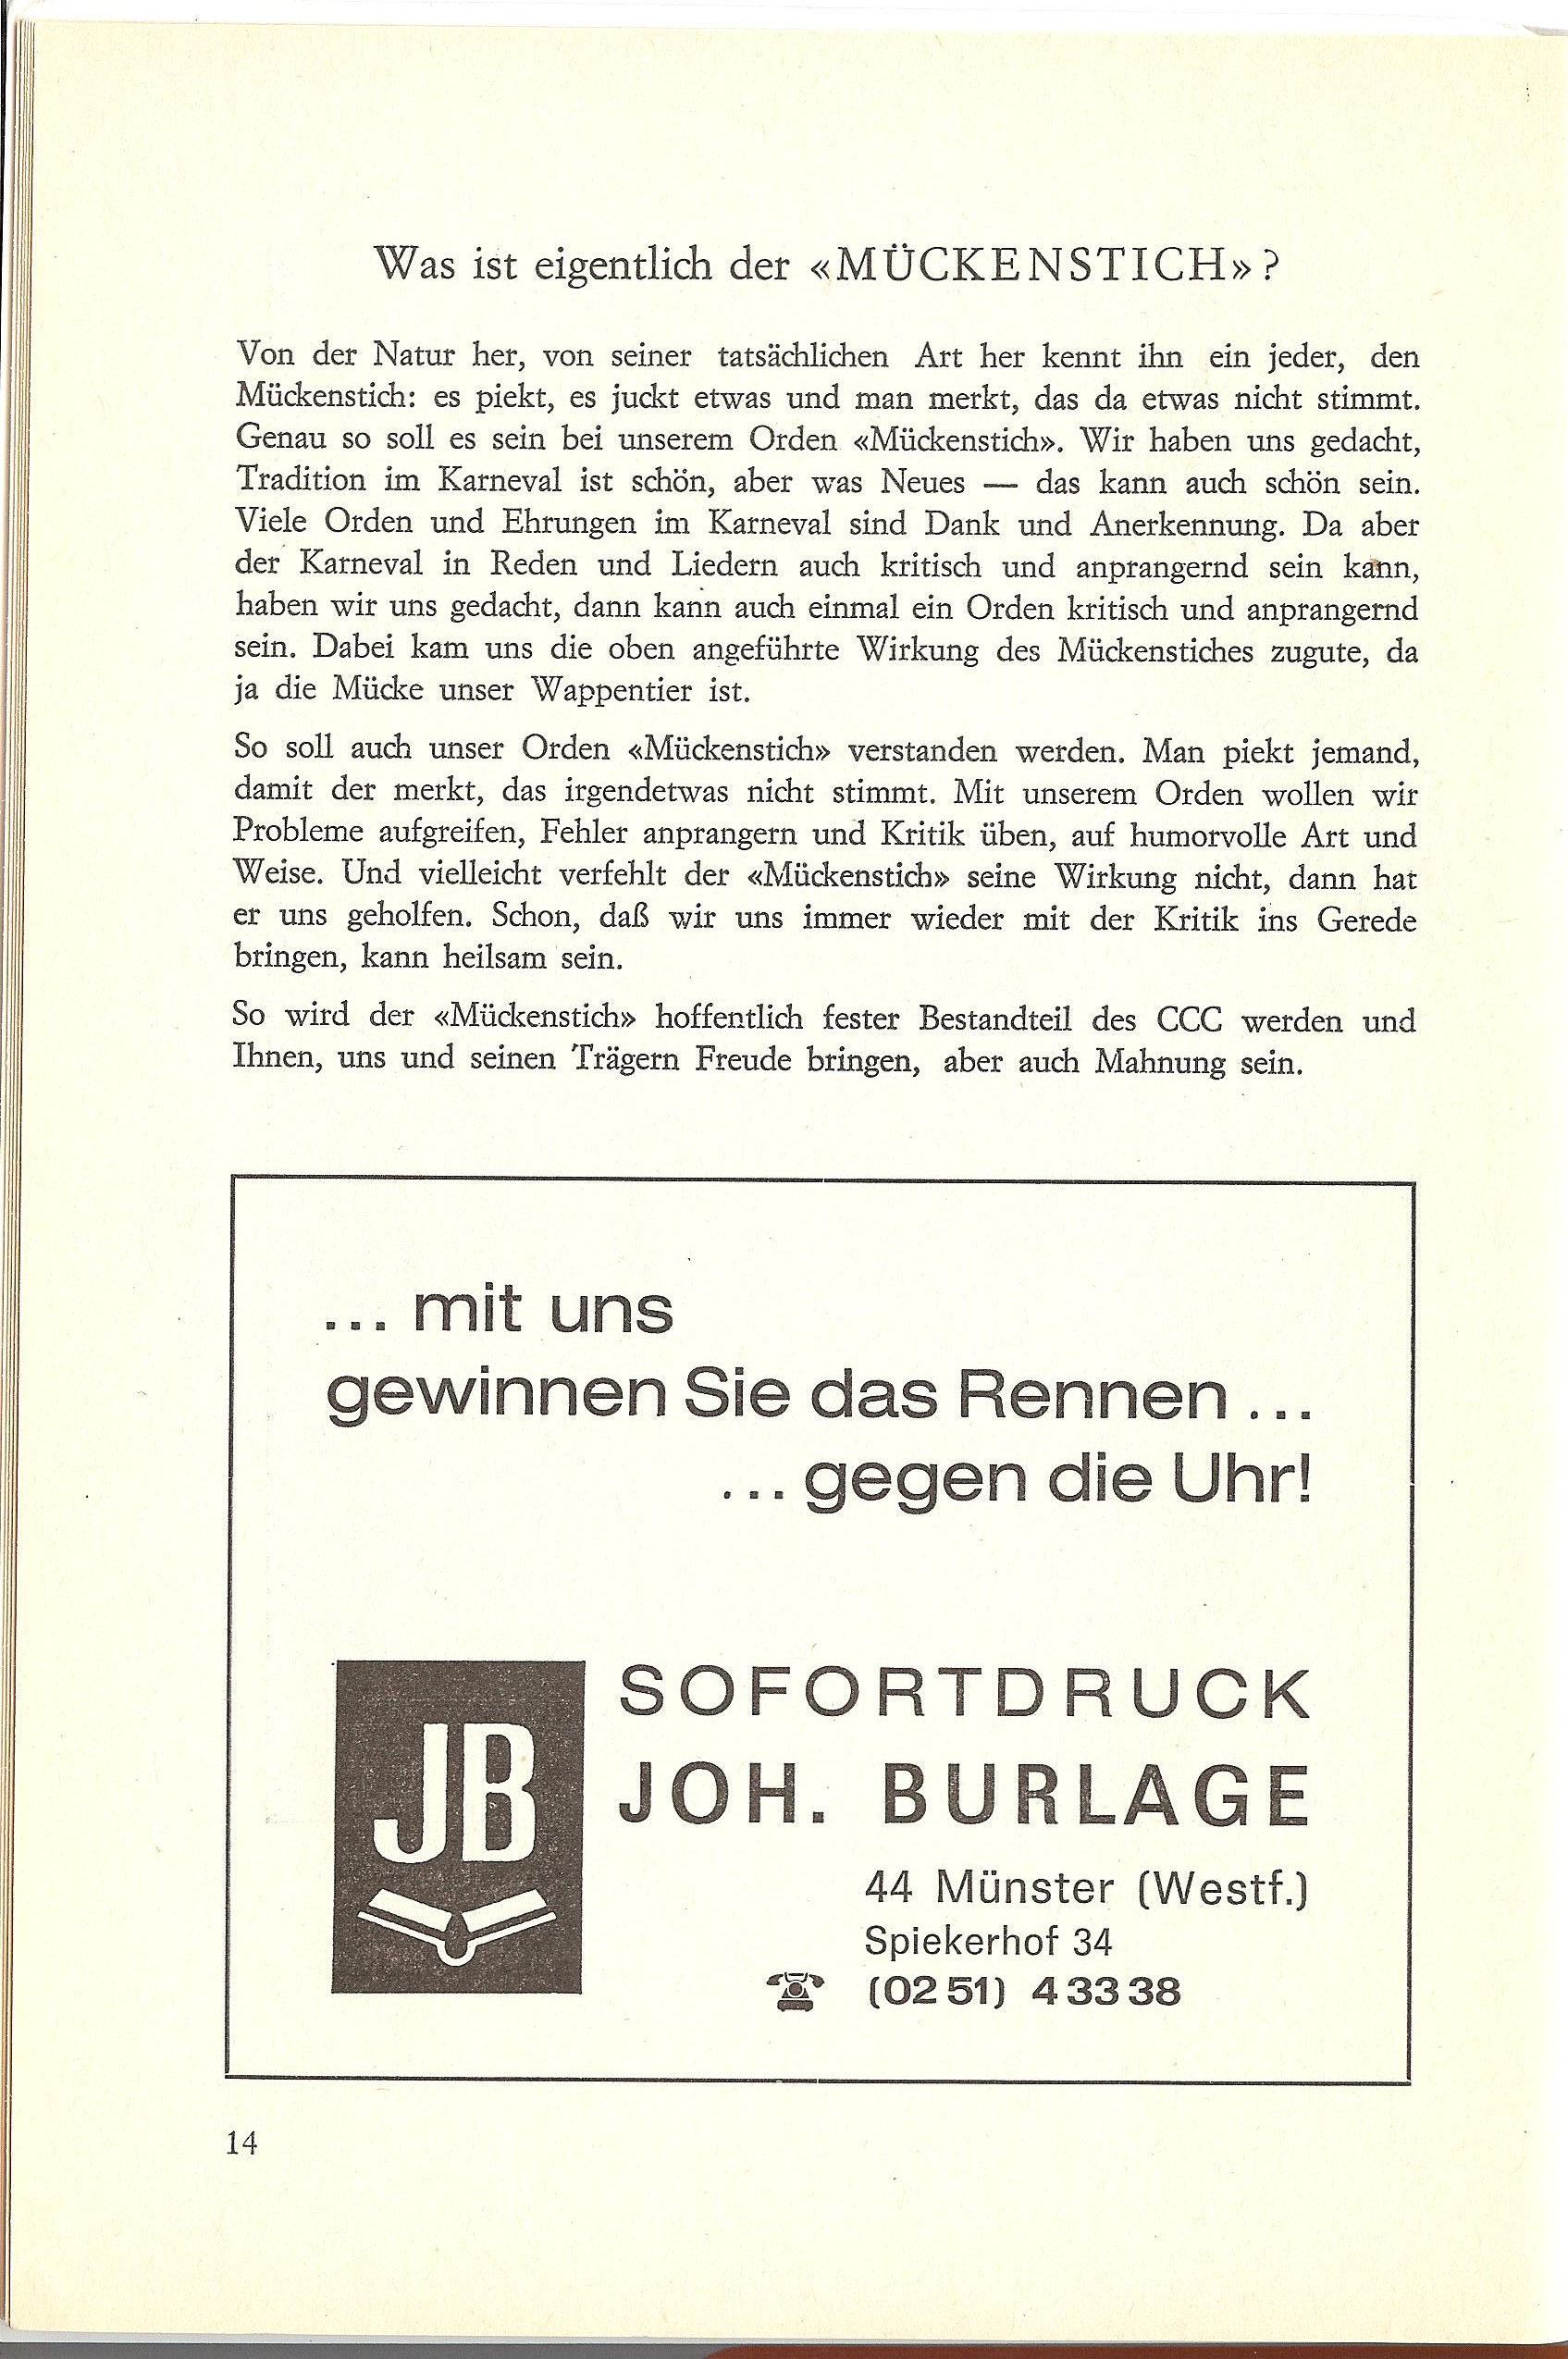 Was ist eigentlich der «MÜCKENSTICH»?
Von der Natur her, von seiner tatsächlichen Art her kennt ihn ein jeder, den
Mückenstich: es piekt, es juckt etwas und man merkt, das da etwas nicht stimmt.
Genau so soll es sein bei unserem Orden «Mückenstich». Wir haben uns gedacht,
Tradition im Karneval ist schön, aber was Neues — das kann auch schön sein.
Viele Orden und Ehrungen im Karneval sind Dank und Anerkennung. Da aber
der Karneval in Reden und Liedern auch kritisch und anprangernd sein kann,
haben wir uns gedacht, dann kann auch einmal ein Orden kritisch und anprangernd
sein. Dabei kam uns die oben angeführte Wirkung des Mückenstiches zugute, da
ja die Mücke unser Wappentier ist.
So soll auch unser Orden «Mückenstich» verstanden werden. Man piekt jemand,
damit der merkt, das irgendetwas nicht stimmt. Mit unserem Orden wollen wir
Probleme aufgreifen, Fehler anprangern und Kritik üben, auf humorvolle Art und
Weise. Und vielleicht verfehlt der «Mückenstich» seine Wirkung nicht, dann hat
er uns geholfen. Schon, daß wir uns immer wieder mit der Kritik ins Gerede
bringen, kann heilsam sein.
So wird der «Mückenstich» hoffentlich fester Bestandteil des CCC werden und
Ihnen, uns und seinen Trägern Freude bringen, aber auch Mahnung sein.
... mit uns
gewinnen Sie das Rennen ...
... gegen die Uhr!
JB
SOFORTDRUCK
JOH. BURLAGE
44 Münster (Westf.)
Spiekerhof 34
(02 51) 4 33 38
14